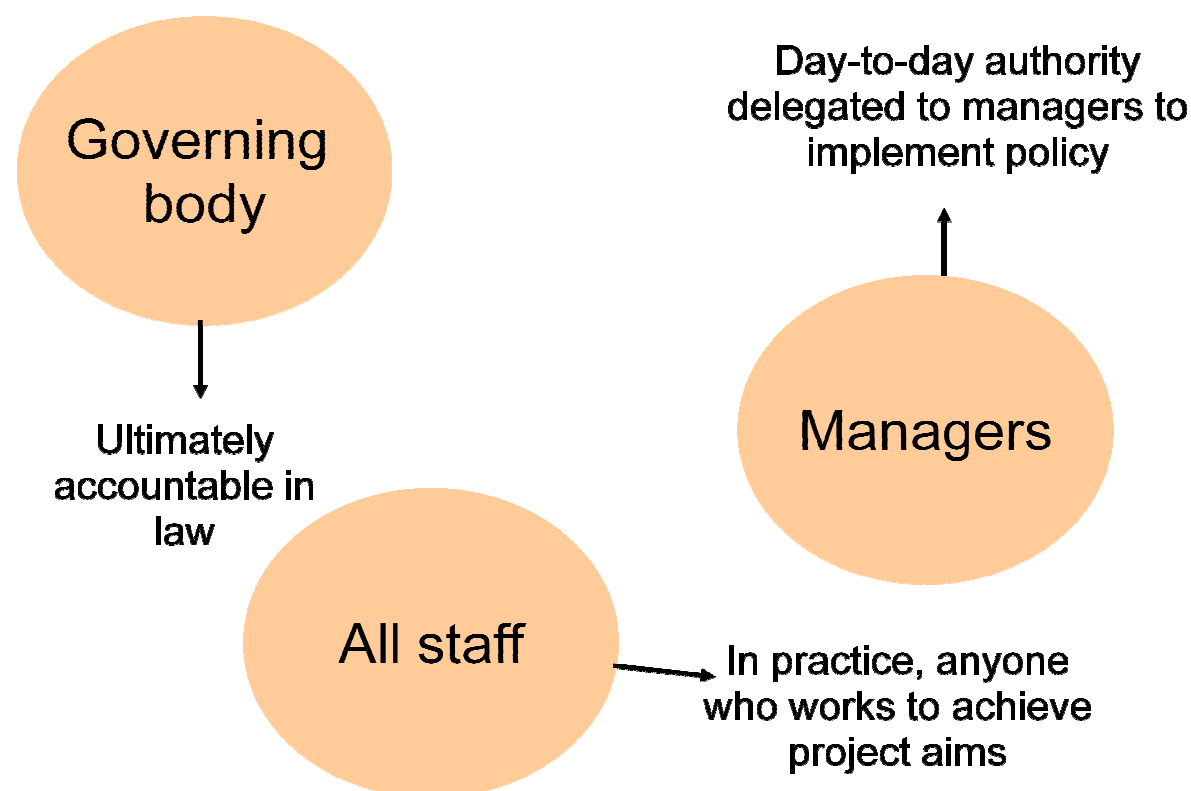 Governing
body
Day-to-day authority
delegated to managers to
implement policy
Ultimately
accountable in
law
Managers
All staff
In practice, anyone
who works to achieve
project aims